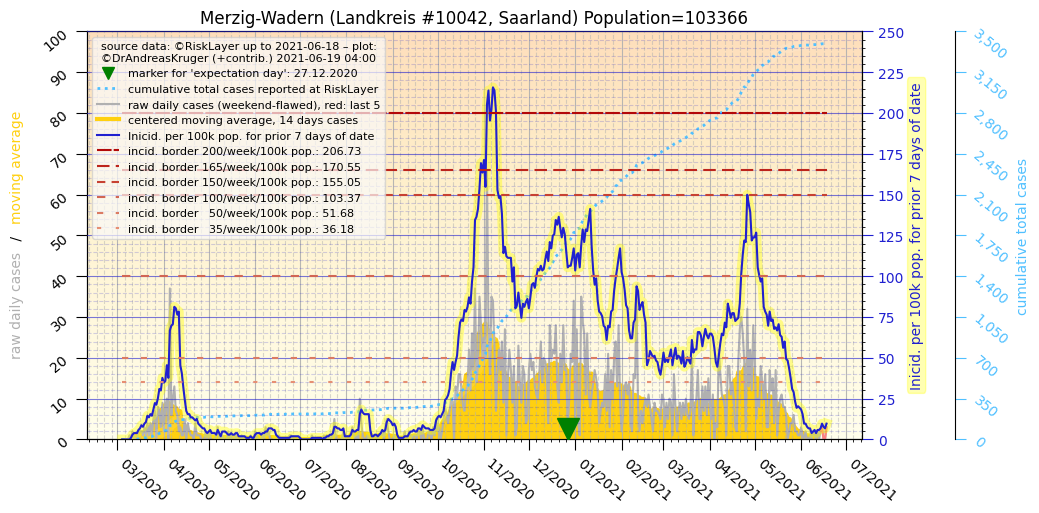 Merzig-Wadern (Landkreis #10042, Saarland) Population=103366
source data: ©RiskLayer up to 2021-06-18 – plot:
©DrAndreasKruger (+contrib.) 2021-06-19 04:00
marker for 'expectation day': 27.12.2020
cumulative total cases reported at RiskLayer
raw daily cases (weekend-flawed), red: last 5
centered moving average, 14 days cases
Inicid. per 100k pop. for prior 7 days of date
incid. border 200/week/100k pop.: 206.73
incid. border 165/week/100k pop.: 170.55
incid. border 150/week/100k pop.: 155.05
incid. border 100/week/100k pop.: 103.37
incid. border 50/week/100k pop.: 51.68
incid. border 35/week/100k pop.: 36.18
raw daily cases / moving average
100
90
80
70
60
50
40
30
20
10
0
250
225
200
175
150
125
100
75
50
25
0
Inicid. per 100k pop. for prior 7 days of date
3,500
3,150
2,800
2,450
2,100
1,750
1,400
1,050
700
350
0
cumulative total cases
03/2020
04/2020
05/2020
06/2020
07/2020
08/2020
09/2020
10/2020
11/2020
12/2020
01/2021
02/2021
03/2021
04/2021
05/2021
06/2021
07/2021